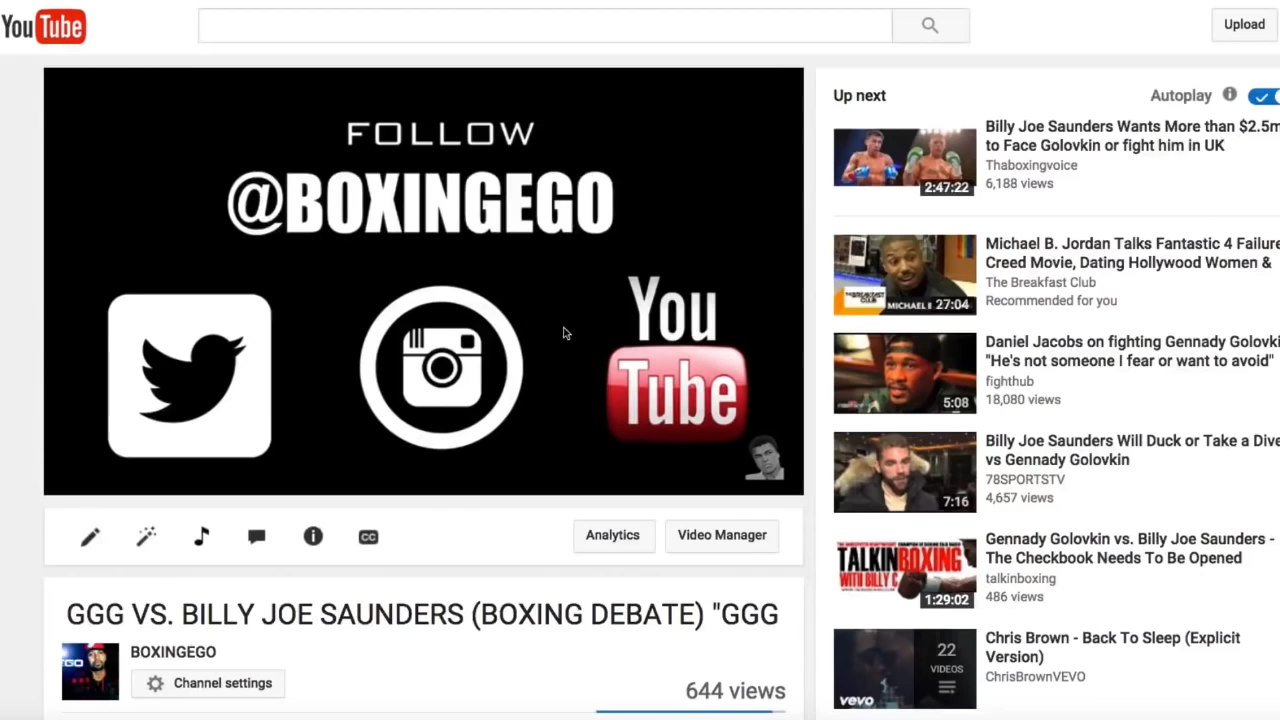 YouTube
Upload
FOLLOW
@BOXINGEGO
You
Tube
Analytics
Video Manager
CC
GGG VS. BILLY JOE SAUNDERS (BOXING DEBATE) "GGG
BOXINGEGO
Channel settings
644 views
Up next
Autoplay
Billy Joe Saunders Wants More than $2.5m
to Face Golovkin or fight him in UK
Thaboxingvoice
6,188 views
2:47:22
Michael B. Jordan Talks Fantastic 4 Failure
Creed Movie, Dating Hollywood Women &
The Breakfast Club
Recommended for you
MICHAEL B
27:04
Daniel Jacobs on fighting Gennady Golovki
"He's not someone I fear or want to avoid"
fighthub
18,080 views
5:08
Billy Joe Saunders Will Duck or Take a Dive
vs Gennady Golovkin
78SPORTSTV
4,657 views
7:16
Gennady Golovkin vs. Billy Joe Saunders -
The Checkbook Needs To Be Opened
talkinboxing
486 views
TALKIN BOXING
WITH BILLY C
1:29:02
Chris Brown - Back To Sleep (Explicit
Version)
ChrisBrownVEVO
22
VIDEOS
vevo